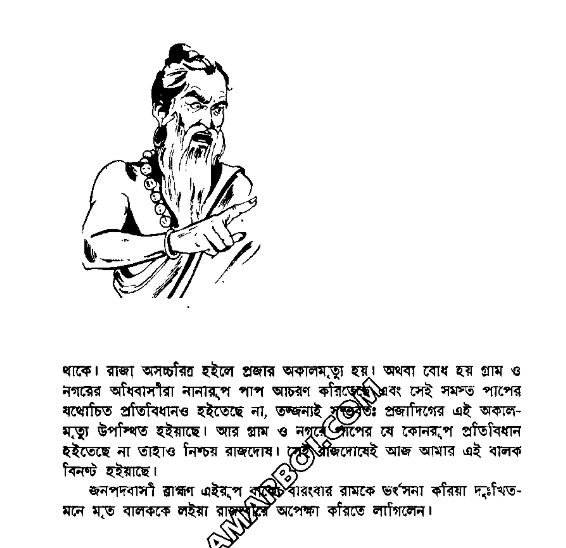 থাকে। রাজা অসচ্চরিত্র হইলে প্রজার অকালমৃত্যু হয়। অথবা বোধ হয় গ্রাম ও
নগরের অধিবাসীরা নানারূপ পাপ আচরণ করিতেছে এবং সেই সমস্ত পাপের
যথোচিত প্রতিবিধানও হইতেছে না, তজ্জন্যই সম্ভবতঃ প্রজাদিগের এই অকাল-
মৃত্যু উপস্থিত হইয়াছে। আর গ্রাম ও নগরে পাপের যে কোনরূপ প্রতিবিধান
হইতেছে না তাহাও নিশ্চয় রাজদোষ। সেই রাজদোষেই আজ আমার এই বালক
বিনষ্ট হইয়াছে।
জনপদবাসী ব্রাহ্মণ এইরূপ বাক্যে বারংবার রামকে ভর্ৎসনা করিয়া দুঃখিত-
মনে মৃত বালককে লইয়া রাজদ্বারে অপেক্ষা করিতে লাগিলেন।
AMARBOI.COM